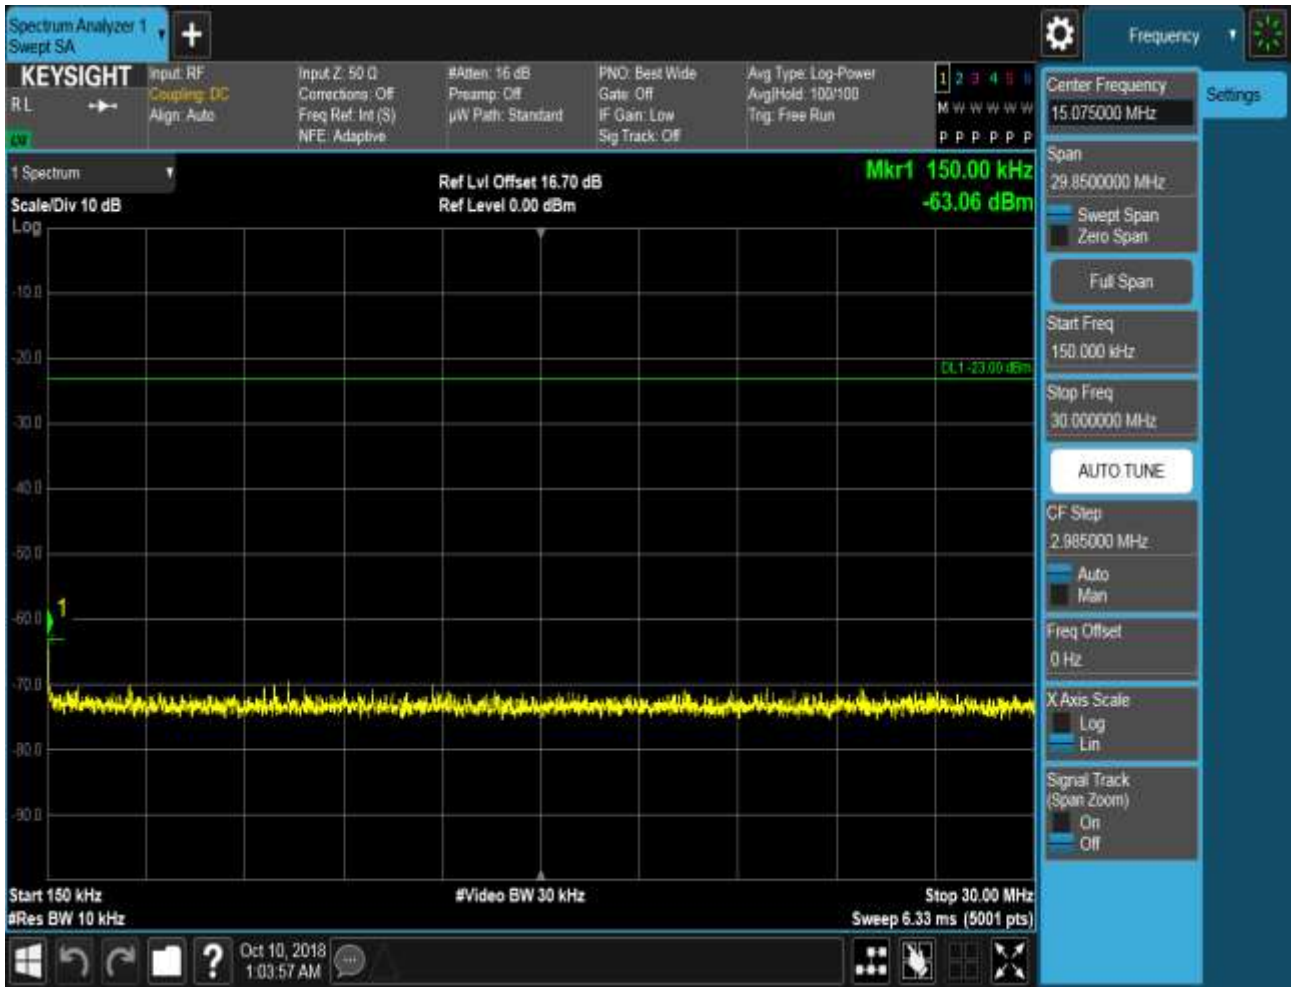 Spectrum Analyzer 1
Swept SA
Frequency
KEYSIGHT
RL
Input: RF
Coupling: DC
Align: Auto
Input Z: 50 Ω
Corrections: Off
Freq Ref: Int (S)
NFE: Adaptive
#Atten: 16 dB
Preamp: Off
µW Path: Standard
PNO: Best Wide
Gate: Off
IF Gain: Low
Sig Track: Off
Avg Type: Log-Power
Avg|Hold: 100/100
Trig: Free Run
1 2 3 4 5 6
M W W W W W
P P P P P P
1 Spectrum
Scale/Div 10 dB
Log
Ref Lvl Offset 16.70 dB
Ref Level 0.00 dBm
Mkr1 150.00 kHz
-63.06 dBm
-10.0
-20.0
DL1 -23.00 dBm
-30.0
-40.0
-50.0
1
-60.0
-70.0
-80.0
-90.0
Start 150 kHz
#Res BW 10 kHz
#Video BW 30 kHz
Stop 30.00 MHz
Sweep 6.33 ms (5001 pts)
Center Frequency
15.075000 MHz
Settings
Span
29.8500000 MHz
Swept Span
Zero Span
Full Span
Start Freq
150.000 kHz
Stop Freq
30.000000 MHz
AUTO TUNE
CF Step
2.985000 MHz
Auto
Man
Freq Offset
0 Hz
X Axis Scale
Log
Lin
Signal Track
(Span Zoom)
On
Off
?
Oct 10, 2018
1:03:57 AM